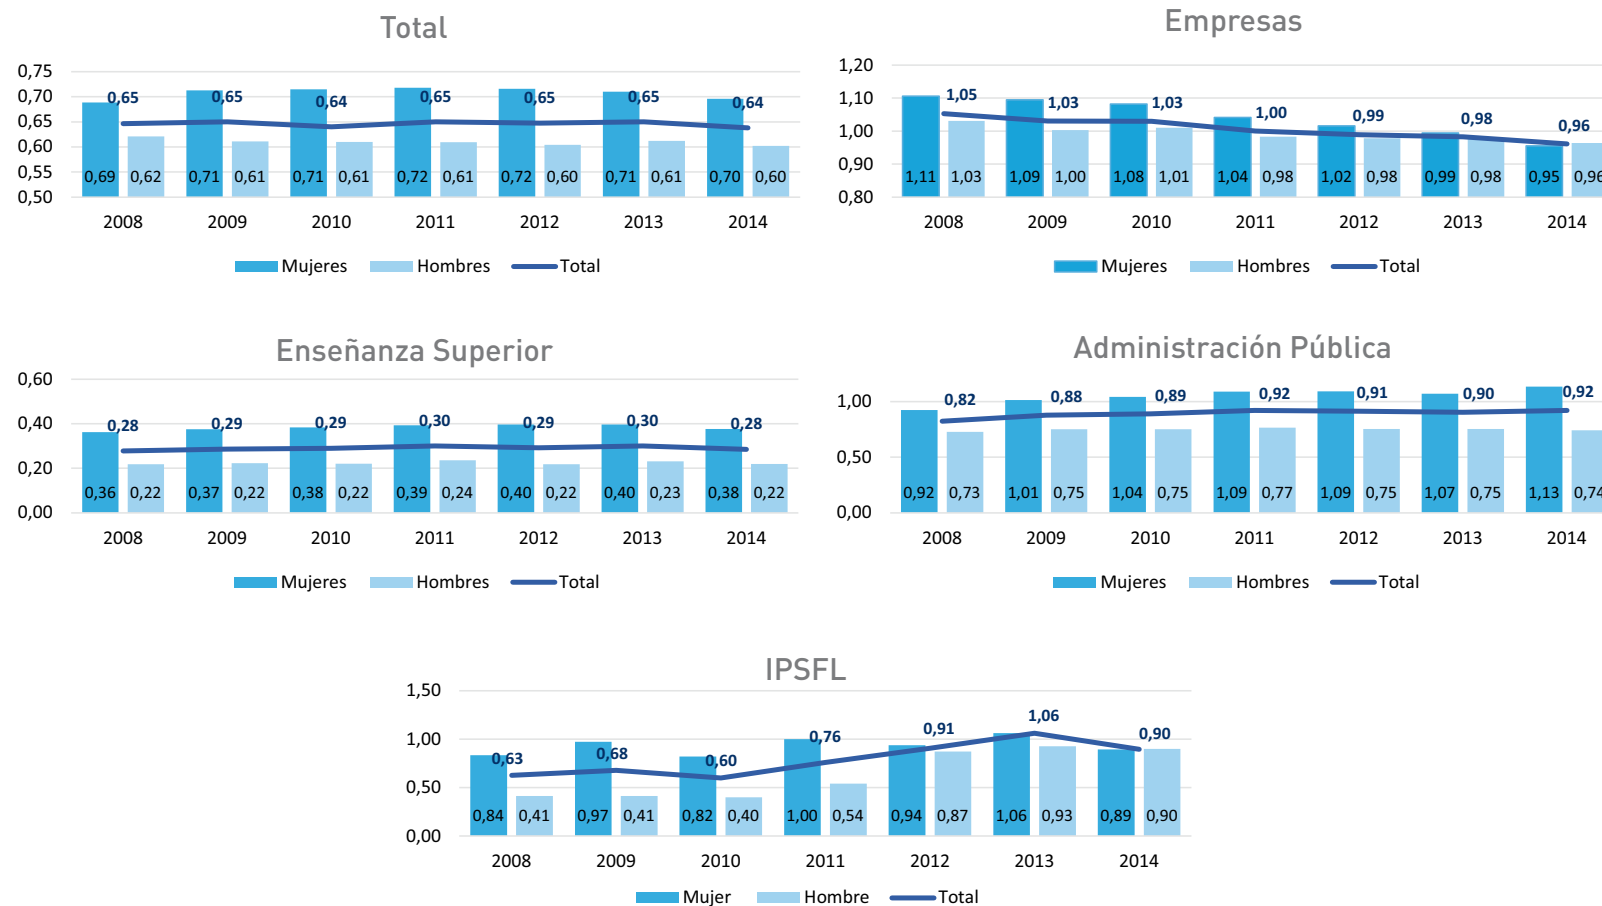 Total
0,75
0,70
0,65
0,60
0,55
0,50
0,65 0,65 0,64 0,65 0,65 0,65 0,64
0,69 0,62 0,71 0,61 0,71 0,61 0,72 0,61 0,72 0,60 0,71 0,61 0,70 0,60
2008 2009 2010 2011 2012 2013 2014
Mujeres Hombres Total
Empresas
1,20
1,10
1,00
0,90
0,80
1,05 1,03 1,03 1,00 0,99 0,98 0,96
1,11 1,03 1,09 1,00 1,08 1,01 1,04 0,98 1,02 0,98 0,99 0,98 0,95 0,96
2008 2009 2010 2011 2012 2013 2014
Mujeres Hombres Total
Enseñanza Superior
0,60
0,40
0,20
0,00
0,28 0,29 0,29 0,30 0,29 0,30 0,28
0,36 0,22 0,37 0,22 0,38 0,22 0,39 0,24 0,40 0,22 0,40 0,23 0,38 0,22
2008 2009 2010 2011 2012 2013 2014
Mujeres Hombres Total
Administración Pública
1,00
0,50
0,00
0,82 0,88 0,89 0,92 0,91 0,90 0,92
0,92 0,73 1,01 0,75 1,04 0,75 1,09 0,77 1,09 0,75 1,07 0,75 1,13 0,74
2008 2009 2010 2011 2012 2013 2014
Mujeres Hombres Total
IPSFL
1,50
1,00
0,50
0,00
0,63 0,68 0,60 0,76 0,91 1,06 0,90
0,84 0,41 0,97 0,41 0,82 0,40 1,00 0,54 0,94 0,87 1,06 0,93 0,89 0,90
2008 2009 2010 2011 2012 2013 2014
Mujer Hombre Total